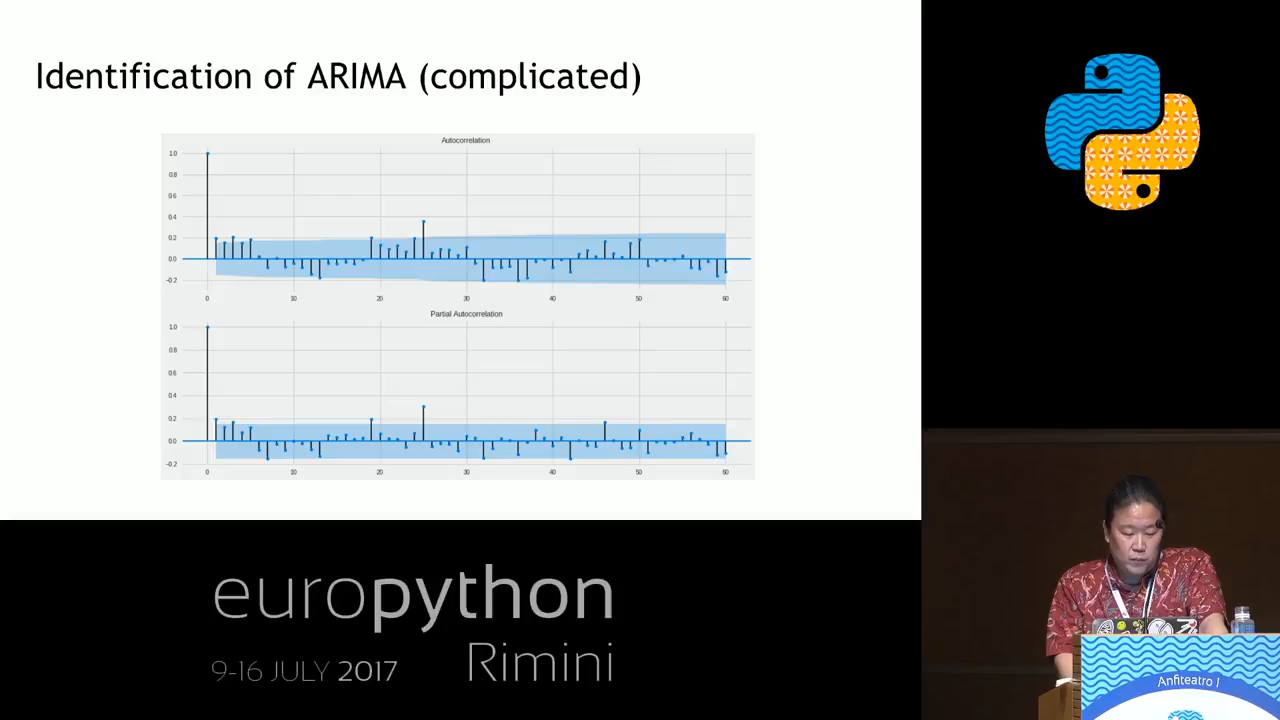 Identification of ARIMA (complicated)
Autocorrelation
1.0
0.8
0.6
0.4
0.2
0.0
−0.2
0 10 20 30 40 50 60
Partial Autocorrelation
1.0
0.8
0.6
0.4
0.2
0.0
−0.2
0 10 20 30 40 50 60
europython
9-16 JULY 2017 Rimini
Anfiteatro 1